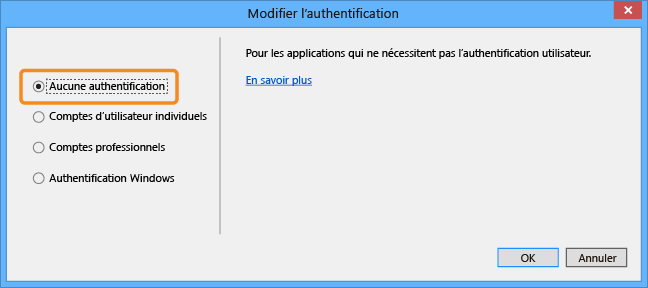 Modifier l’authentification
Aucune authentification
Comptes d’utilisateur individuels
Comptes professionnels
Authentification Windows
Pour les applications qui ne nécessitent pas l’authentification utilisateur.
En savoir plus
OK
Annuler